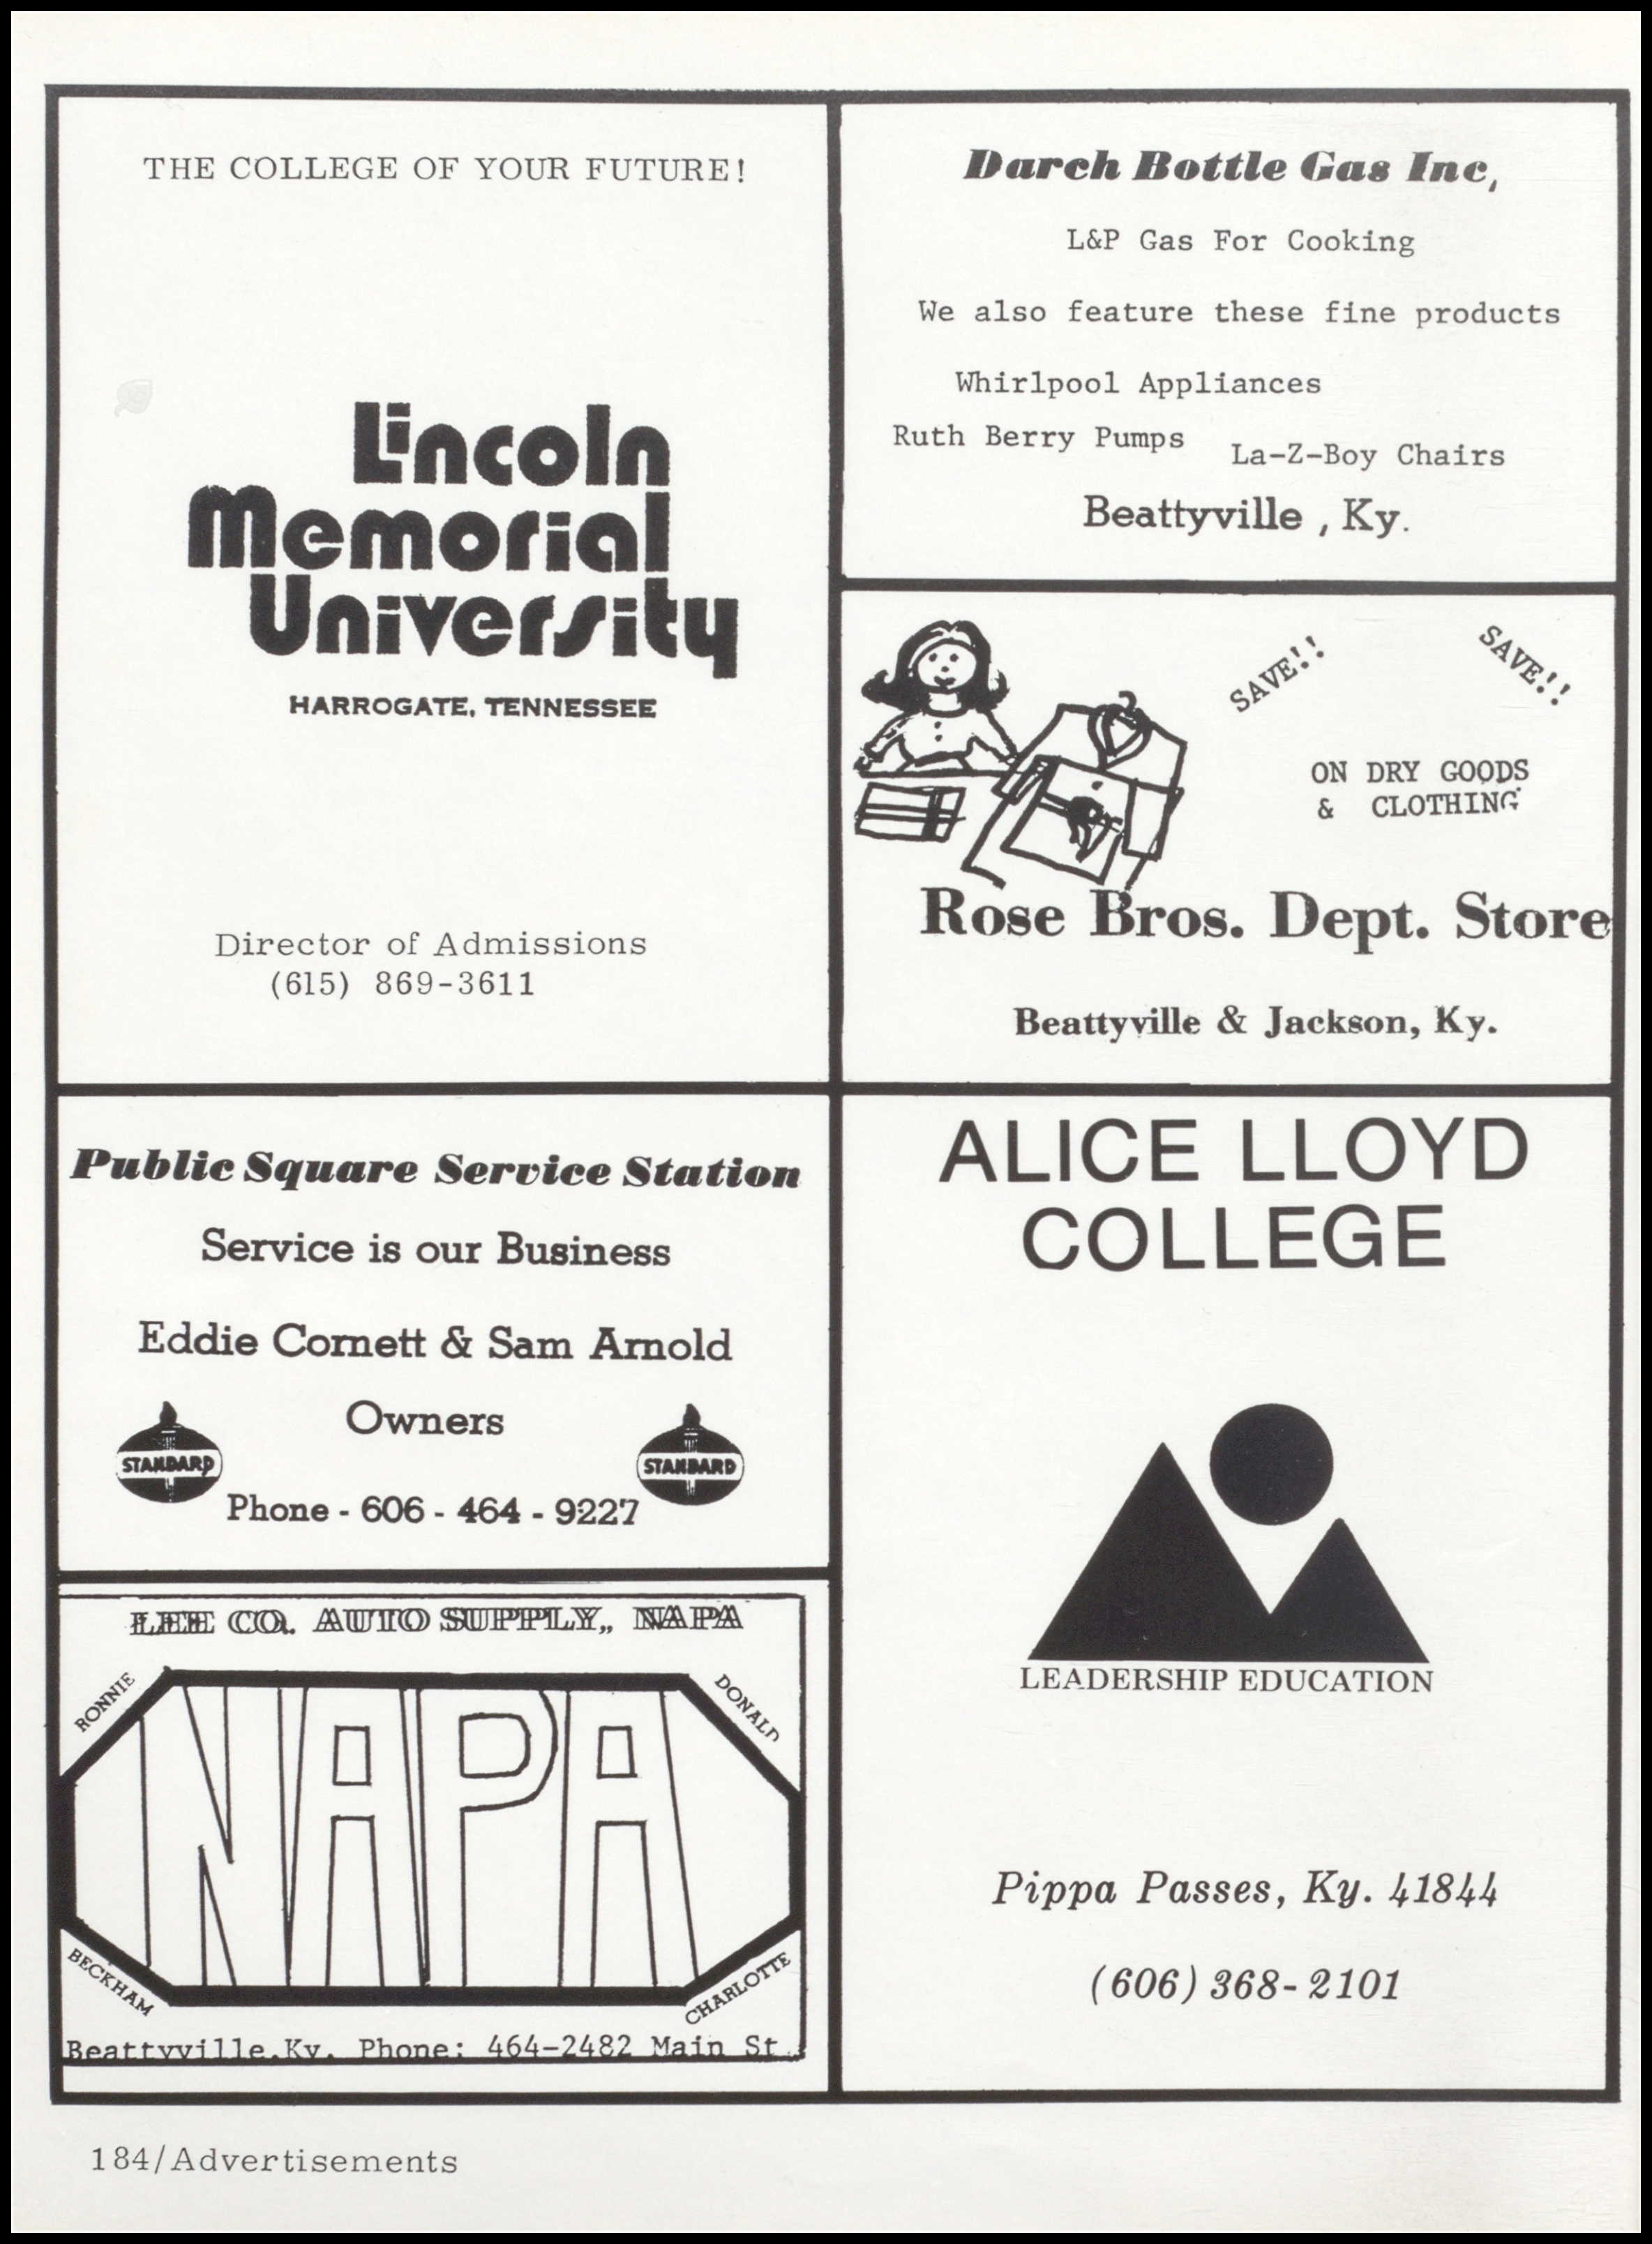 THE COLLEGE OF YOUR FUTURE!
Lincoln
Memorial
University
HARROGATE, TENNESSEE
Director of Admissions
(615) 869-3611
Darch Bottle Gas Inc,
L&P Gas For Cooking
We also feature these fine products
Whirlpool Appliances
Ruth Berry Pumps
La-Z-Boy Chairs
Beattyville , Ky.
SAVE!!
SAVE!!
ON DRY GOODS
& CLOTHING
Rose Bros. Dept. Store
Beattyville & Jackson, Ky.
Public Square Service Station
Service is our Business
Eddie Cornett & Sam Arnold
Owners
STANDARD
STANDARD
Phone - 606 - 464 - 9227
LEE CO. AUTO SUPPLY, NAPA
RONNIE
DONALD
NAPA
BECKHAM
CHARLOTTE
Beattyville,Ky. Phone: 464-2482 Main St.
ALICE LLOYD
COLLEGE
LEADERSHIP EDUCATION
Pippa Passes, Ky. 41844
(606) 368-2101
184/Advertisements